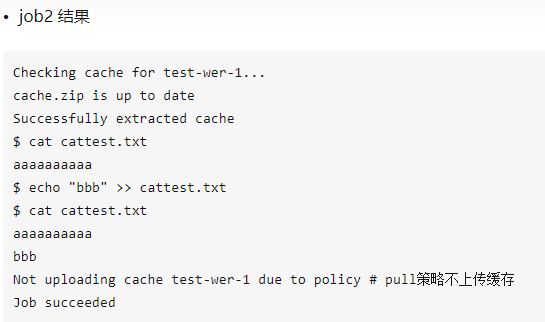 • job2 结果
Checking cache for test-wer-1...
cache.zip is up to date
Successfully extracted cache
$ cat cattest.txt
aaaaaaaaaa
$ echo "bbb" >> cattest.txt
$ cat cattest.txt
aaaaaaaaaa
bbb
Not uploading cache test-wer-1 due to policy # pull策略不上传缓存
Job succeeded